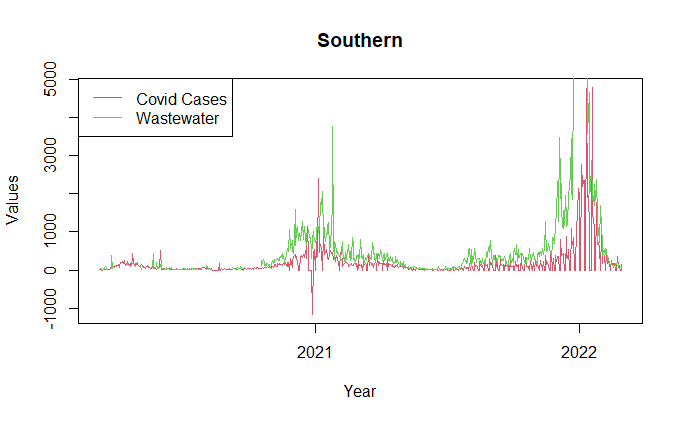 Southern
Covid Cases
Wastewater
Values
5000
3000
1000
0
-1000
2021
2022
Year